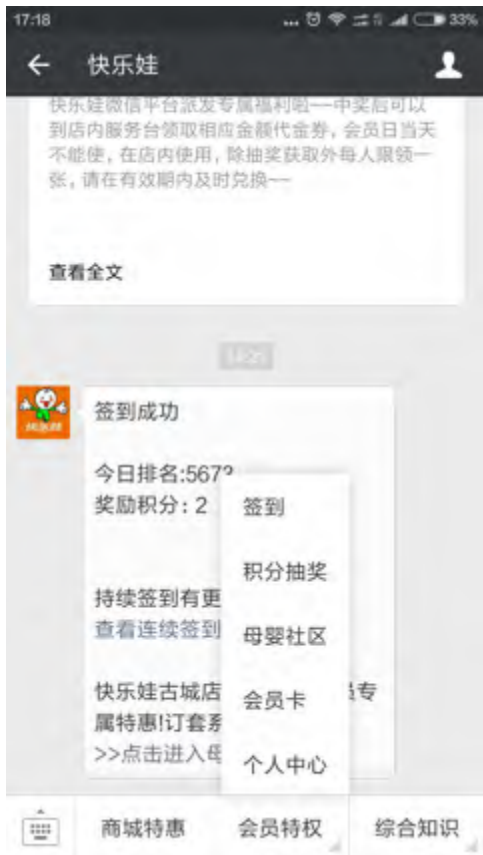 17:18
33%
快乐娃
快乐娃微信平台派发专属福利啦~~中奖后可以
到店内服务台领取相应金额代金券，会员日当天
不能使，在店内使用，除抽奖获取外每人限领一
张，请在有效期内及时兑换~~
查看全文
签到成功
今日排名:567
奖励积分：2
持续签到有更
查看连续签到
快乐娃古城店
员专
属特惠!订套系
>>点击进入母
签到
积分抽奖
母婴社区
会员卡
个人中心
商城特惠
会员特权
综合知识